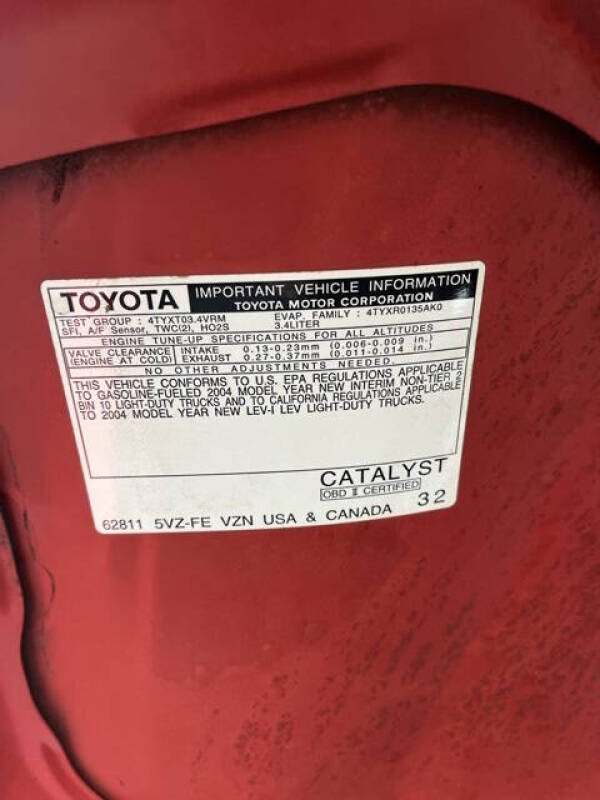 TOYOTA IMPORTANT VEHICLE INFORMATION
TOYOTA MOTOR CORPORATION
TEST GROUP : 4TYXT03.4VRM EVAP. FAMILY : 4TYXR0135AK0
SFI, A/F Sensor, TWC(2), HO2S 3.4LITER
ENGINE TUNE-UP SPECIFICATIONS FOR ALL ALTITUDES
VALVE CLEARANCE INTAKE 0.13-0.23mm (0.006-0.009 in.)
(ENGINE AT COLD) EXHAUST 0.27-0.37mm (0.011-0.014 in.)
NO OTHER ADJUSTMENTS NEEDED.
THIS VEHICLE CONFORMS TO U.S. EPA REGULATIONS APPLICABLE
TO GASOLINE-FUELED 2004 MODEL YEAR NEW INTERIM NON-TIER 2
BIN 10 LIGHT-DUTY TRUCKS AND TO CALIFORNIA REGULATIONS APPLICABLE
TO 2004 MODEL YEAR NEW LEV-I LEV LIGHT-DUTY TRUCKS.
CATALYST
OBD II CERTIFIED
62811 5VZ-FE VZN USA & CANADA 32